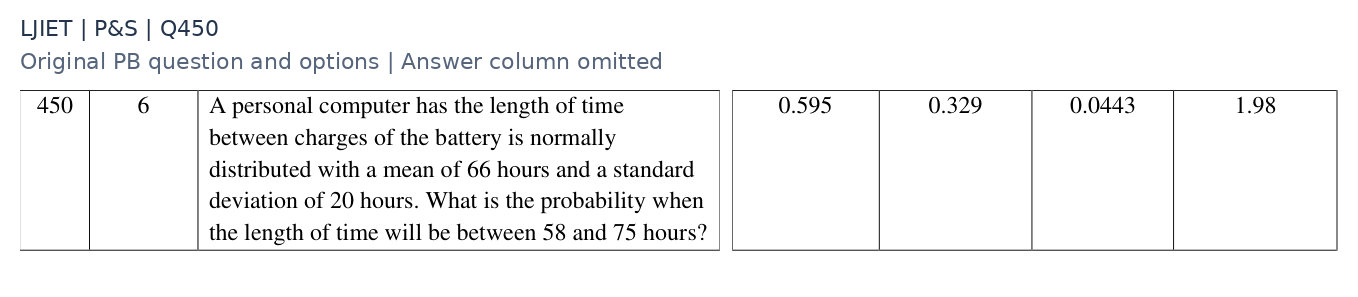 LJIET | P&S | Q450
Original PB question and options | Answer column omitted
450 6 A personal computer has the length of time 0.595 0.329 0.0443 1.98
between charges of the battery is normally
distributed with a mean of 66 hours and a standard
deviation of 20 hours. What is the probability when
the length of time will be between 58 and 75 hours?